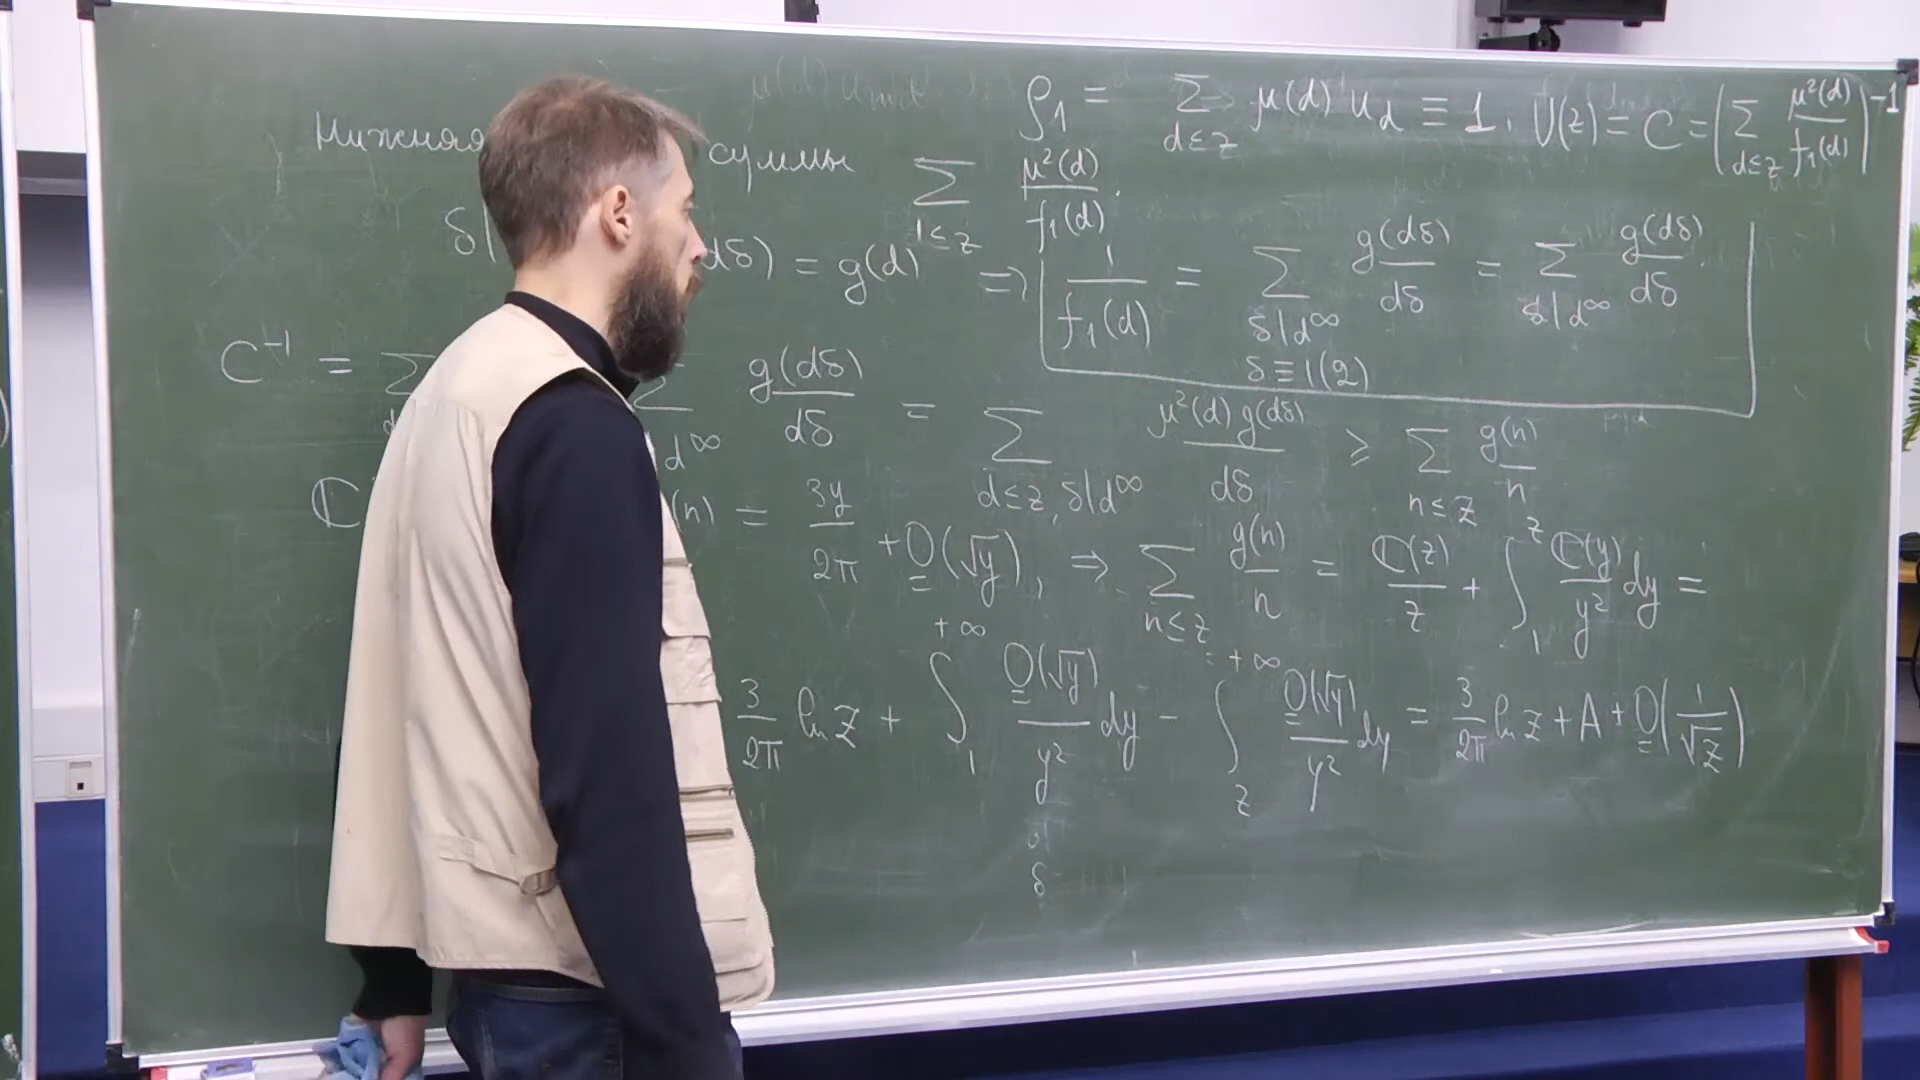 ρ₁ = Σ_{d≤z} μ(d) u_d ≡ 1. U(z) = C = (Σ_{d≤z} μ²(d)/f₁(d))⁻¹
Нижняя суммы Σ_{d≤z} μ²(d)/f₁(d).
δ| dδ) = g(d) ⇒ 1/f₁(d) = Σ_{δ|d^∞, δ≡1(2)} g(dδ)/dδ = Σ_{δ|d^∞} g(dδ)/dδ.
C⁻¹ = Σ Σ_{d^∞} g(dδ)/dδ = Σ_{d≤z, δ|d^∞} μ²(d) g(dδ)/dδ ≥ Σ_{n≤z} g(n)/n
ℂ (n) = 3y/2π + O(√y), ⇒ Σ_{n≤z} g(n)/n = ℂ(z)/z + ∫₁^z ℂ(y)/y² dy =
3/2π ln z + ∫₁^{+∞} O(√y)/y² dy − ∫_z^{+∞} O(√y)/y² dy = 3/2π ln z + A + O(1/√z)